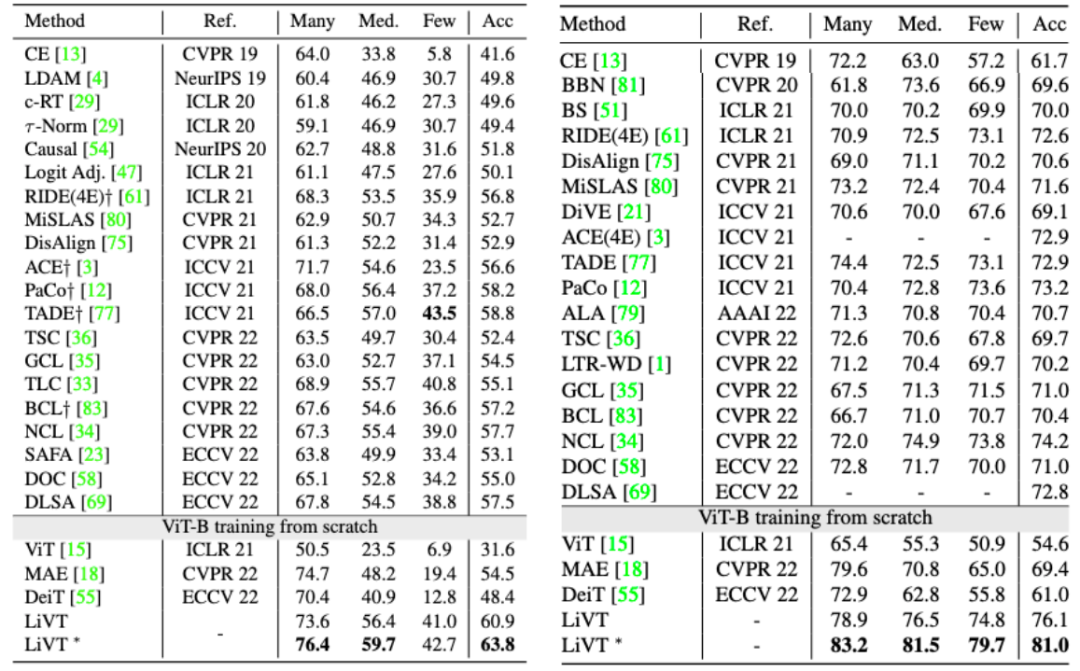 Method Ref. Many Med. Few Acc
CE [13] CVPR 19 64.0 33.8 5.8 41.6
LDAM [4] NeurIPS 19 60.4 46.9 30.7 49.8
c-RT [29] ICLR 20 61.8 46.2 27.3 49.6
τ-Norm [29] ICLR 20 59.1 46.9 30.7 49.4
Causal [54] NeurIPS 20 62.7 48.8 31.6 51.8
Logit Adj. [47] ICLR 21 61.1 47.5 27.6 50.1
RIDE(4E)† [61] ICLR 21 68.3 53.5 35.9 56.8
MiSLAS [80] CVPR 21 62.9 50.7 34.3 52.7
DisAlign [75] CVPR 21 61.3 52.2 31.4 52.9
ACE† [3] ICCV 21 71.7 54.6 23.5 56.6
PaCo† [12] ICCV 21 68.0 56.4 37.2 58.2
TADE† [77] ICCV 21 66.5 57.0 43.5 58.8
TSC [36] CVPR 22 63.5 49.7 30.4 52.4
GCL [35] CVPR 22 63.0 52.7 37.1 54.5
TLC [33] CVPR 22 68.9 55.7 40.8 55.1
BCL† [83] CVPR 22 67.6 54.6 36.6 57.2
NCL [34] CVPR 22 67.3 55.4 39.0 57.7
SAFA [23] ECCV 22 63.8 49.9 33.4 53.1
DOC [58] ECCV 22 65.1 52.8 34.2 55.0
DLSA [69] ECCV 22 67.8 54.5 38.8 57.5
ViT-B training from scratch
ViT [15] ICLR 21 50.5 23.5 6.9 31.6
MAE [18] CVPR 22 74.7 48.2 19.4 54.5
DeiT [55] ECCV 22 70.4 40.9 12.8 48.4
LiVT - 73.6 56.4 41.0 60.9
LiVT * 76.4 59.7 42.7 63.8
Method Ref. Many Med. Few Acc
CE [13] CVPR 19 72.2 63.0 57.2 61.7
BBN [81] CVPR 20 61.8 73.6 66.9 69.6
BS [51] ICLR 21 70.0 70.2 69.9 70.0
RIDE(4E) [61] ICLR 21 70.9 72.5 73.1 72.6
DisAlign [75] CVPR 21 69.0 71.1 70.2 70.6
MiSLAS [80] CVPR 21 73.2 72.4 70.4 71.6
DiVE [21] ICCV 21 70.6 70.0 67.6 69.1
ACE(4E) [3] ICCV 21 - - - 72.9
TADE [77] ICCV 21 74.4 72.5 73.1 72.9
PaCo [12] ICCV 21 70.4 72.8 73.6 73.2
ALA [79] AAAI 22 71.3 70.8 70.4 70.7
TSC [36] CVPR 22 72.6 70.6 67.8 69.7
LTR-WD [1] CVPR 22 71.2 70.4 69.7 70.2
GCL [35] CVPR 22 67.5 71.3 71.5 71.0
BCL [83] CVPR 22 66.7 71.0 70.7 70.4
NCL [34] CVPR 22 72.0 74.9 73.8 74.2
DOC [58] ECCV 22 72.8 71.7 70.0 71.0
DLSA [69] ECCV 22 - - - 72.8
ViT-B training from scratch
ViT [15] ICLR 21 65.4 55.3 50.9 54.6
MAE [18] CVPR 22 79.6 70.8 65.0 69.4
DeiT [55] ECCV 22 72.9 62.8 55.8 61.0
LiVT - 78.9 76.5 74.8 76.1
LiVT * - 83.2 81.5 79.7 81.0